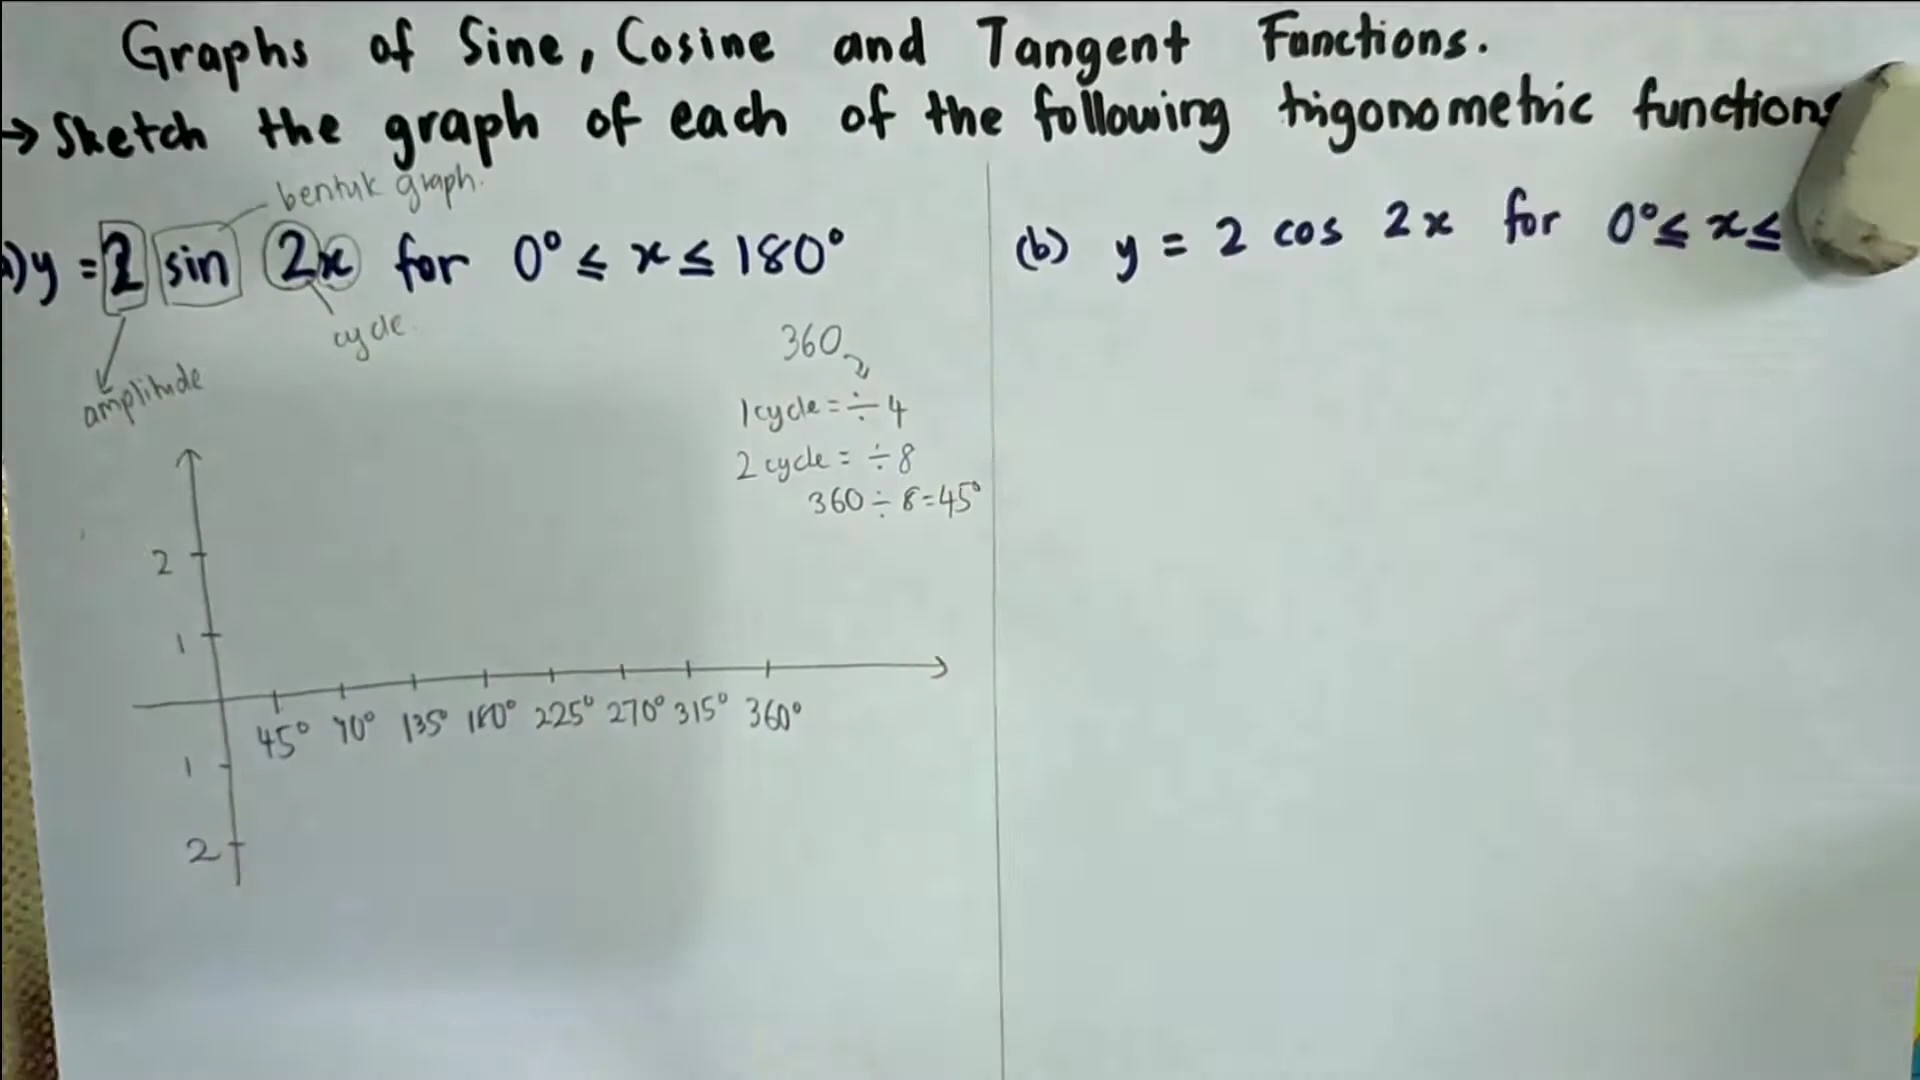 Graphs of Sine, Cosine and Tangent Functions.
→ Sketch the graph of each of the following trigonometric functions
bentuk graph.
)y = 2 sin 2x for 0° ≤ x ≤ 180°
cycle
amplitude
360
1 cycle = ÷ 4
2 cycle = ÷ 8
360 ÷ 8 = 45°
2
1
45° 90° 135° 180° 225° 270° 315° 360°
1
2
(b) y = 2 cos 2x for 0° ≤ x ≤